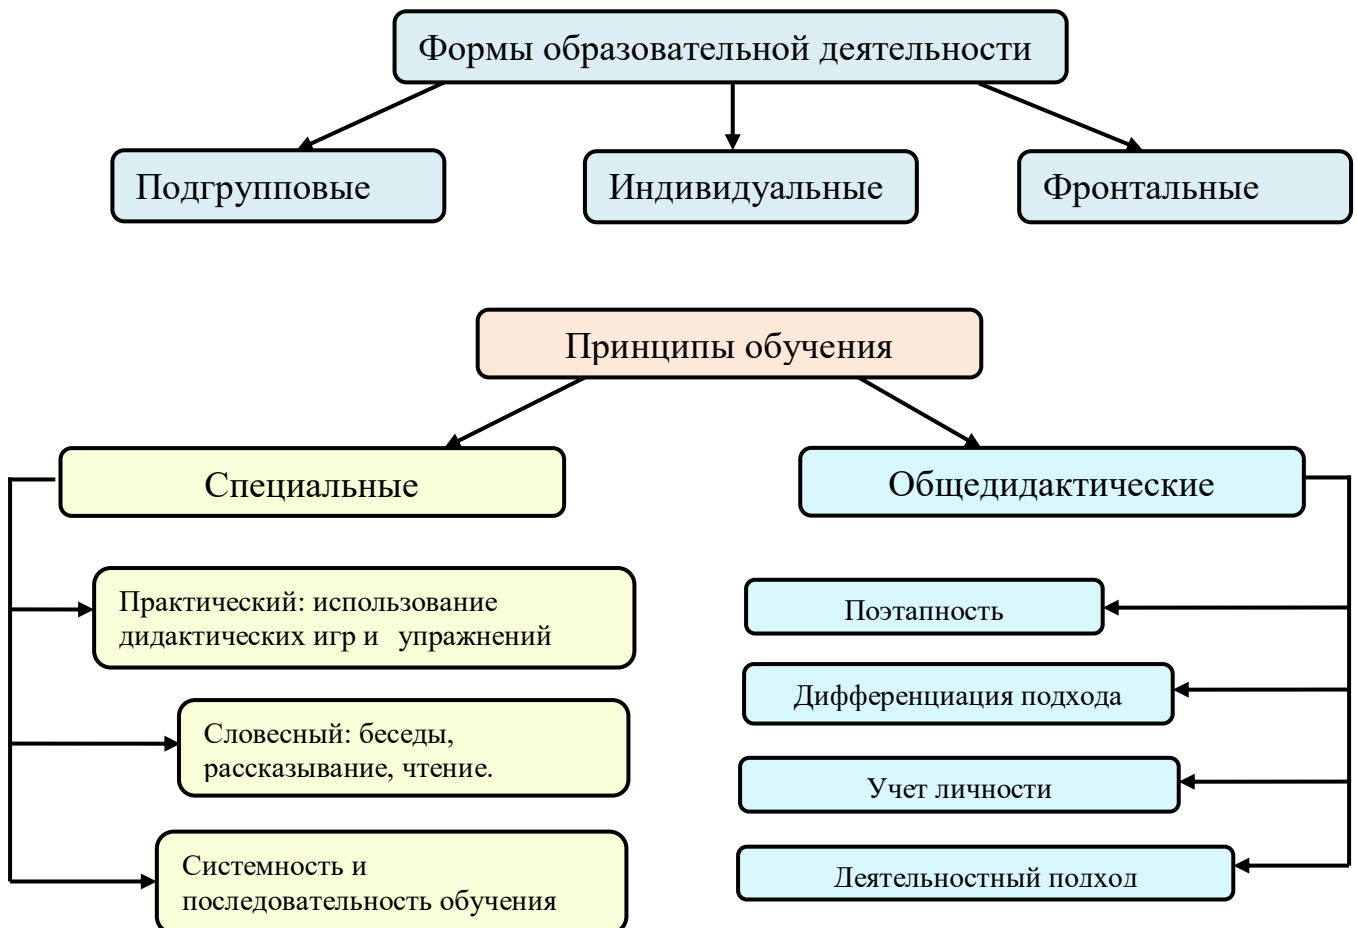 Формы образовательной деятельности
Подгрупповые
Индивидуальные
Фронтальные
Принципы обучения
Специальные
Общедидактические
Практический: использование
дидактических игр и упражнений
Словесный: беседы,
рассказывание, чтение.
Системность и
последовательность обучения
Поэтапность
Дифференциация подхода
Учет личности
Деятельностный подход